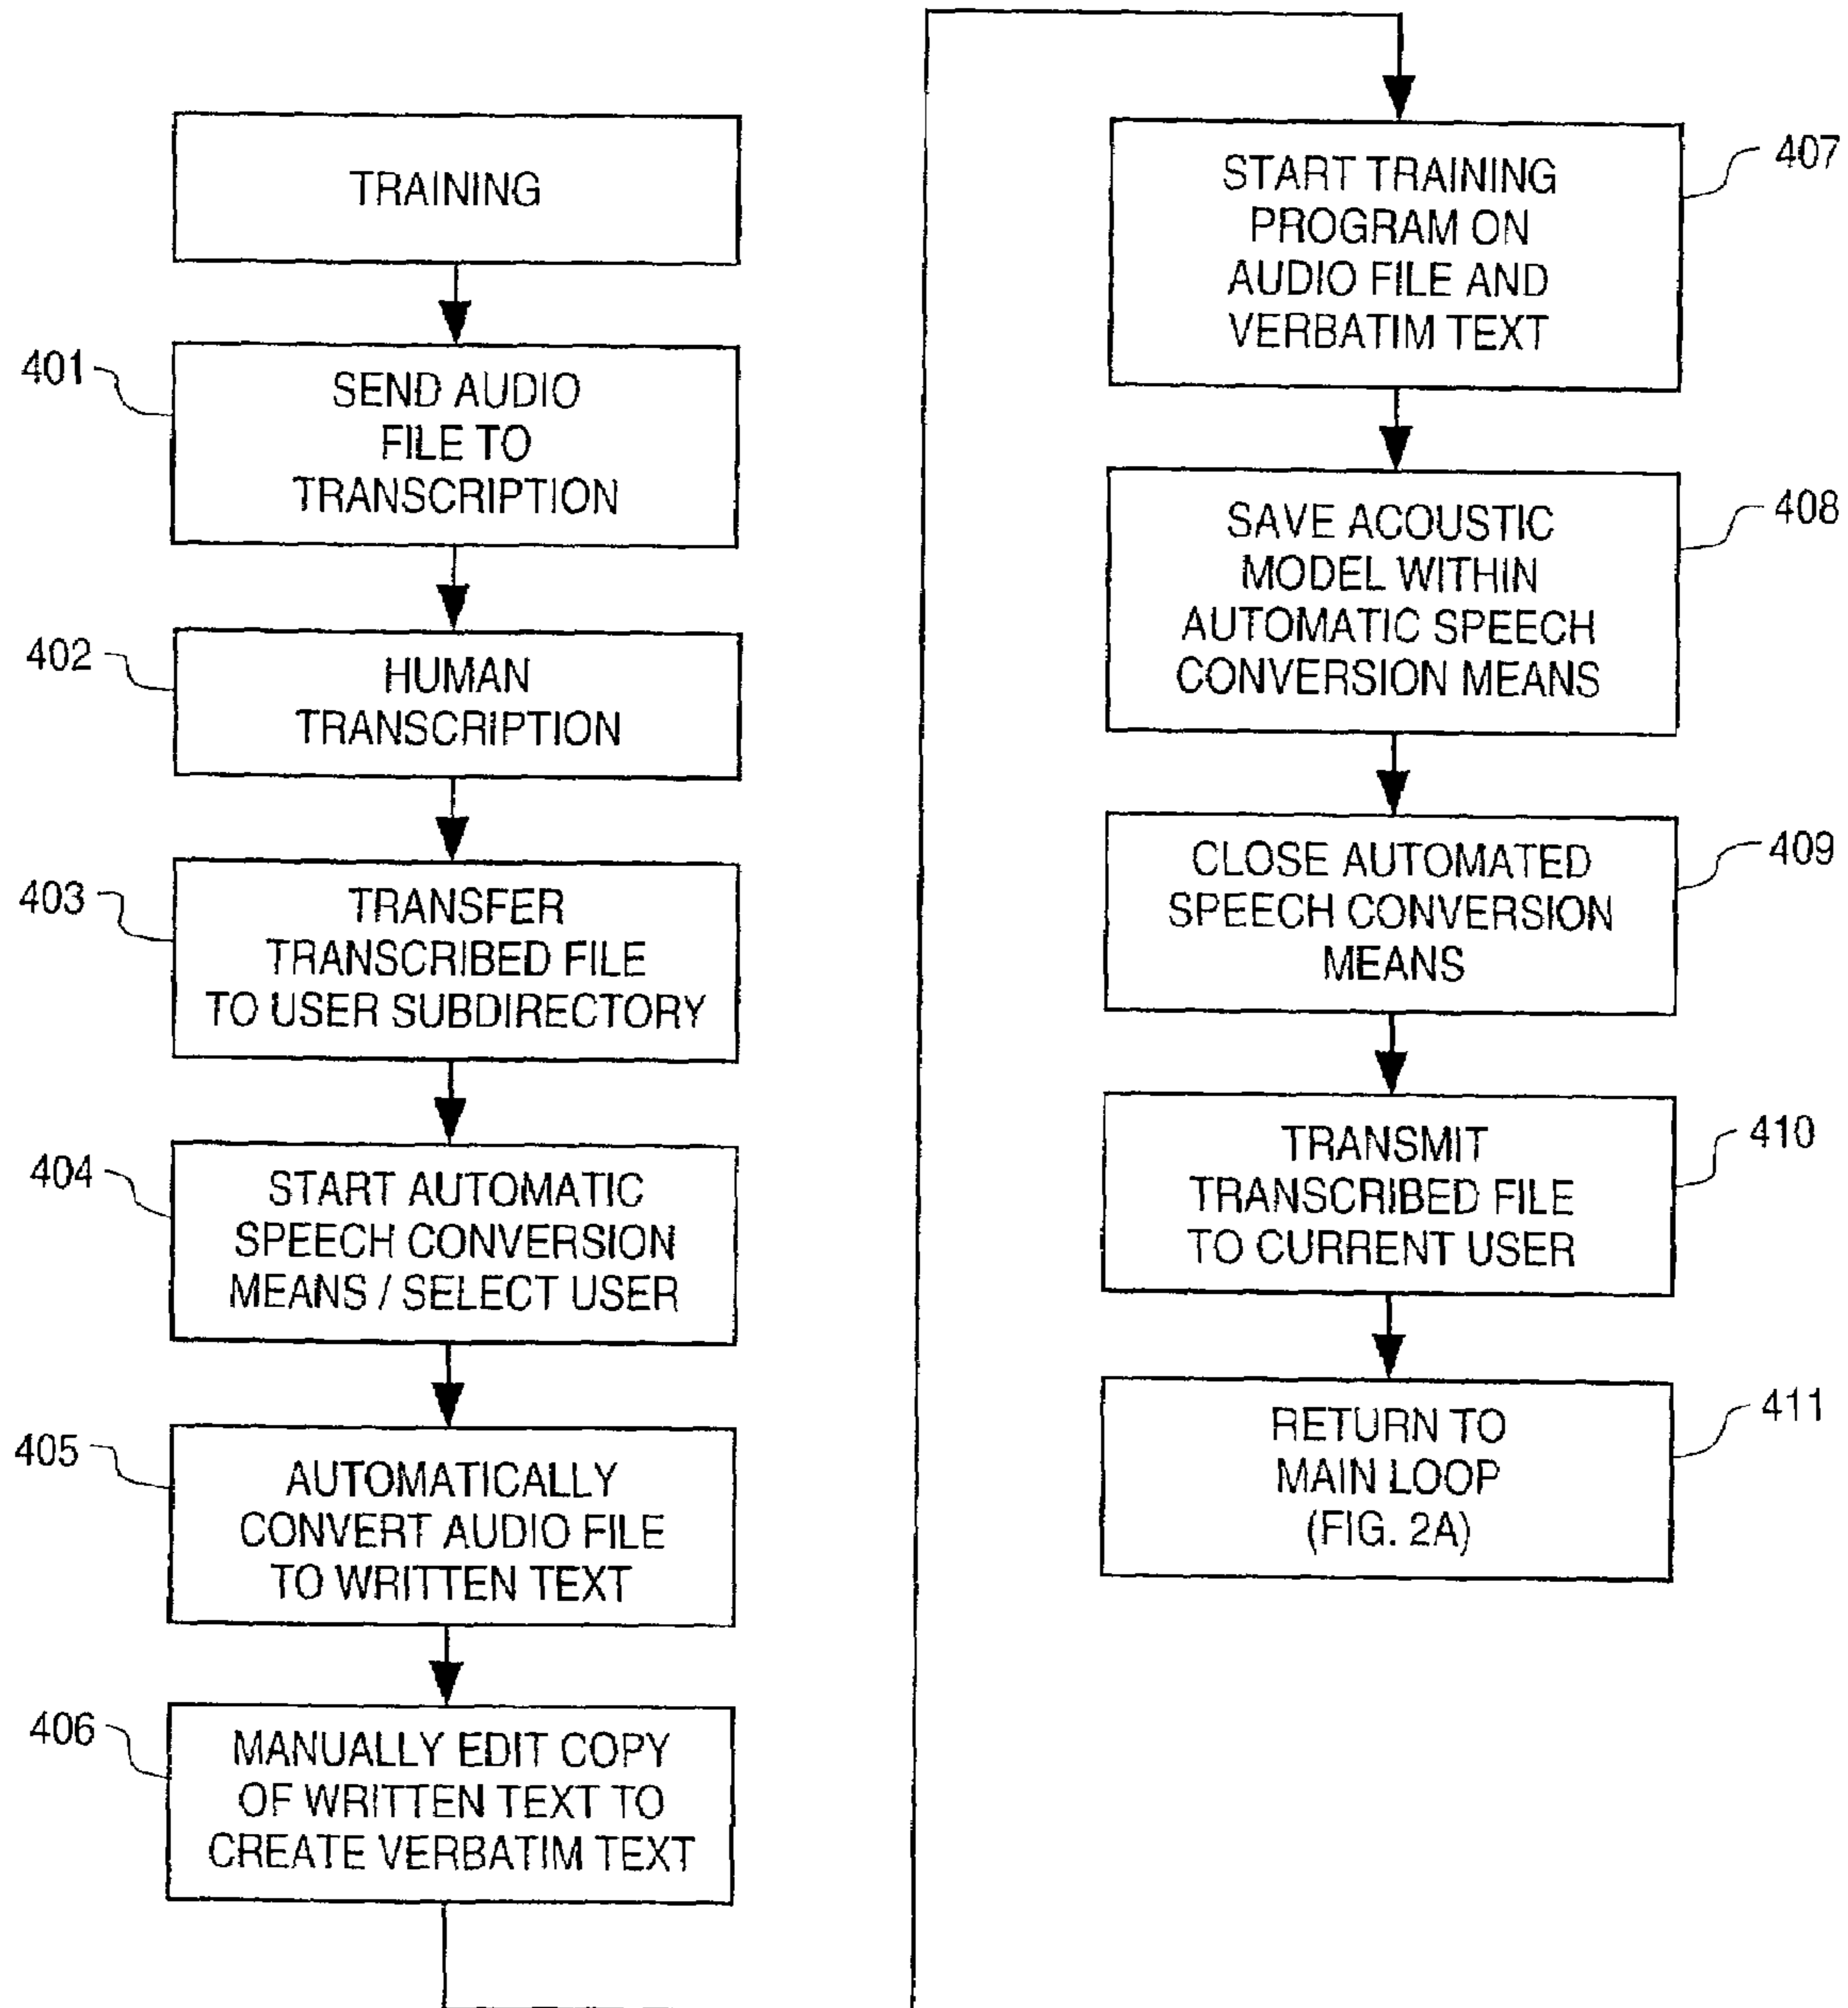 TRAINING
401
SEND AUDIO
FILE TO
TRANSCRIPTION
402
HUMAN
TRANSCRIPTION
403
TRANSFER
TRANSCRIBED FILE
TO USER SUBDIRECTORY
404
START AUTOMATIC
SPEECH CONVERSION
MEANS / SELECT USER
405
AUTOMATICALLY
CONVERT AUDIO FILE
TO WRITTEN TEXT
406
MANUALLY EDIT COPY
OF WRITTEN TEXT TO
CREATE VERBATIM TEXT
407
START TRAINING
PROGRAM ON
AUDIO FILE AND
VERBATIM TEXT
408
SAVE ACOUSTIC
MODEL WITHIN
AUTOMATIC SPEECH
CONVERSION MEANS
409
CLOSE AUTOMATED
SPEECH CONVERSION
MEANS
410
TRANSMIT
TRANSCRIBED FILE
TO CURRENT USER
411
RETURN TO
MAIN LOOP
(FIG. 2A)